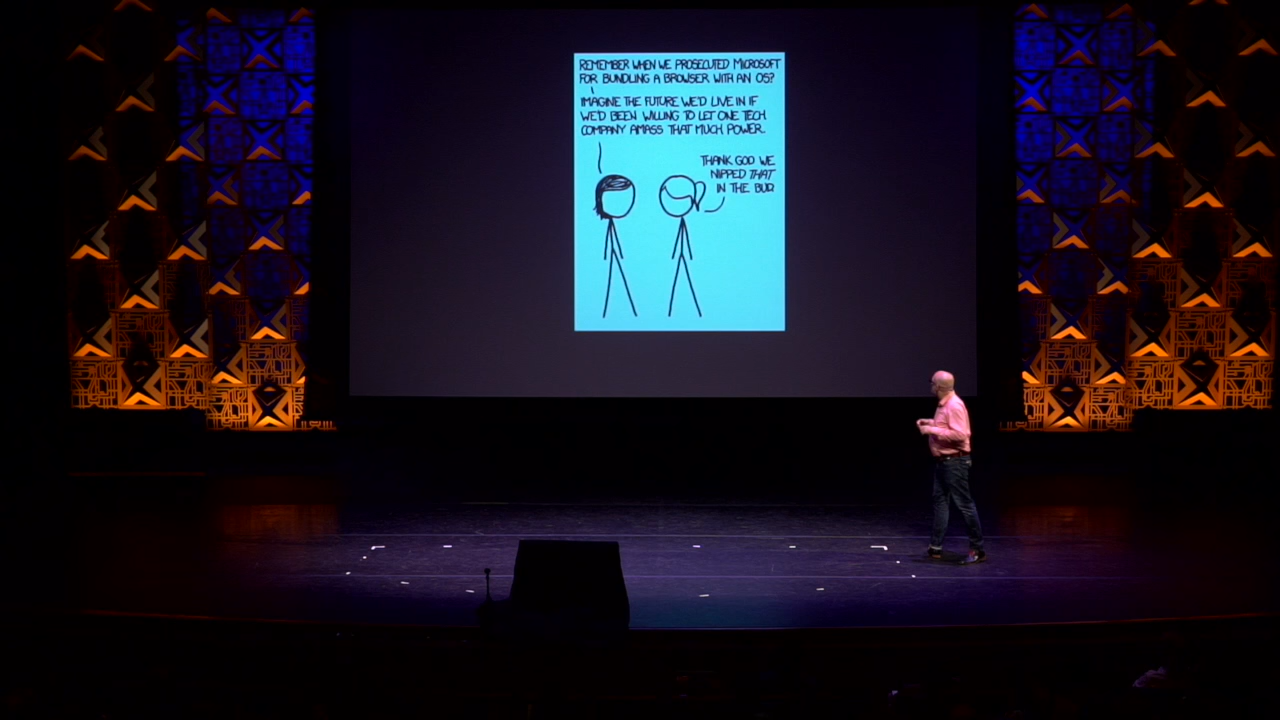 REMEMBER WHEN WE PROSECUTED MICROSOFT
FOR BUNDLING A BROWSER WITH AN OS?
IMAGINE THE FUTURE WE'D LIVE IN IF
WE'D BEEN WILLING TO LET ONE TECH
COMPANY AMASS THAT MUCH POWER.
THANK GOD WE
NIPPED THAT
IN THE BUD.